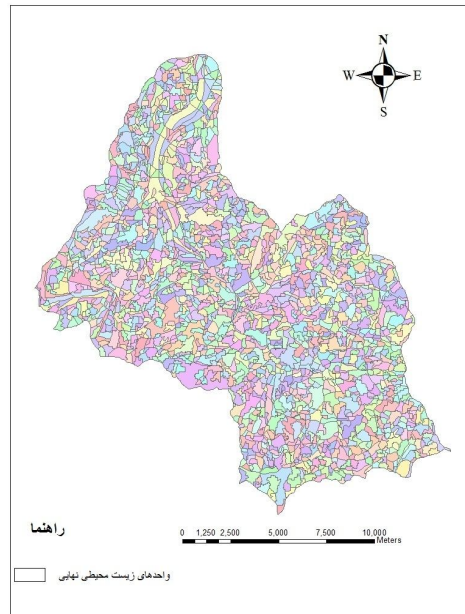 N
W E
S
راهنما
0 1,250 2,500 5,000 7,500 10,000
Meters
واحدهای زیست محیطی نهایی